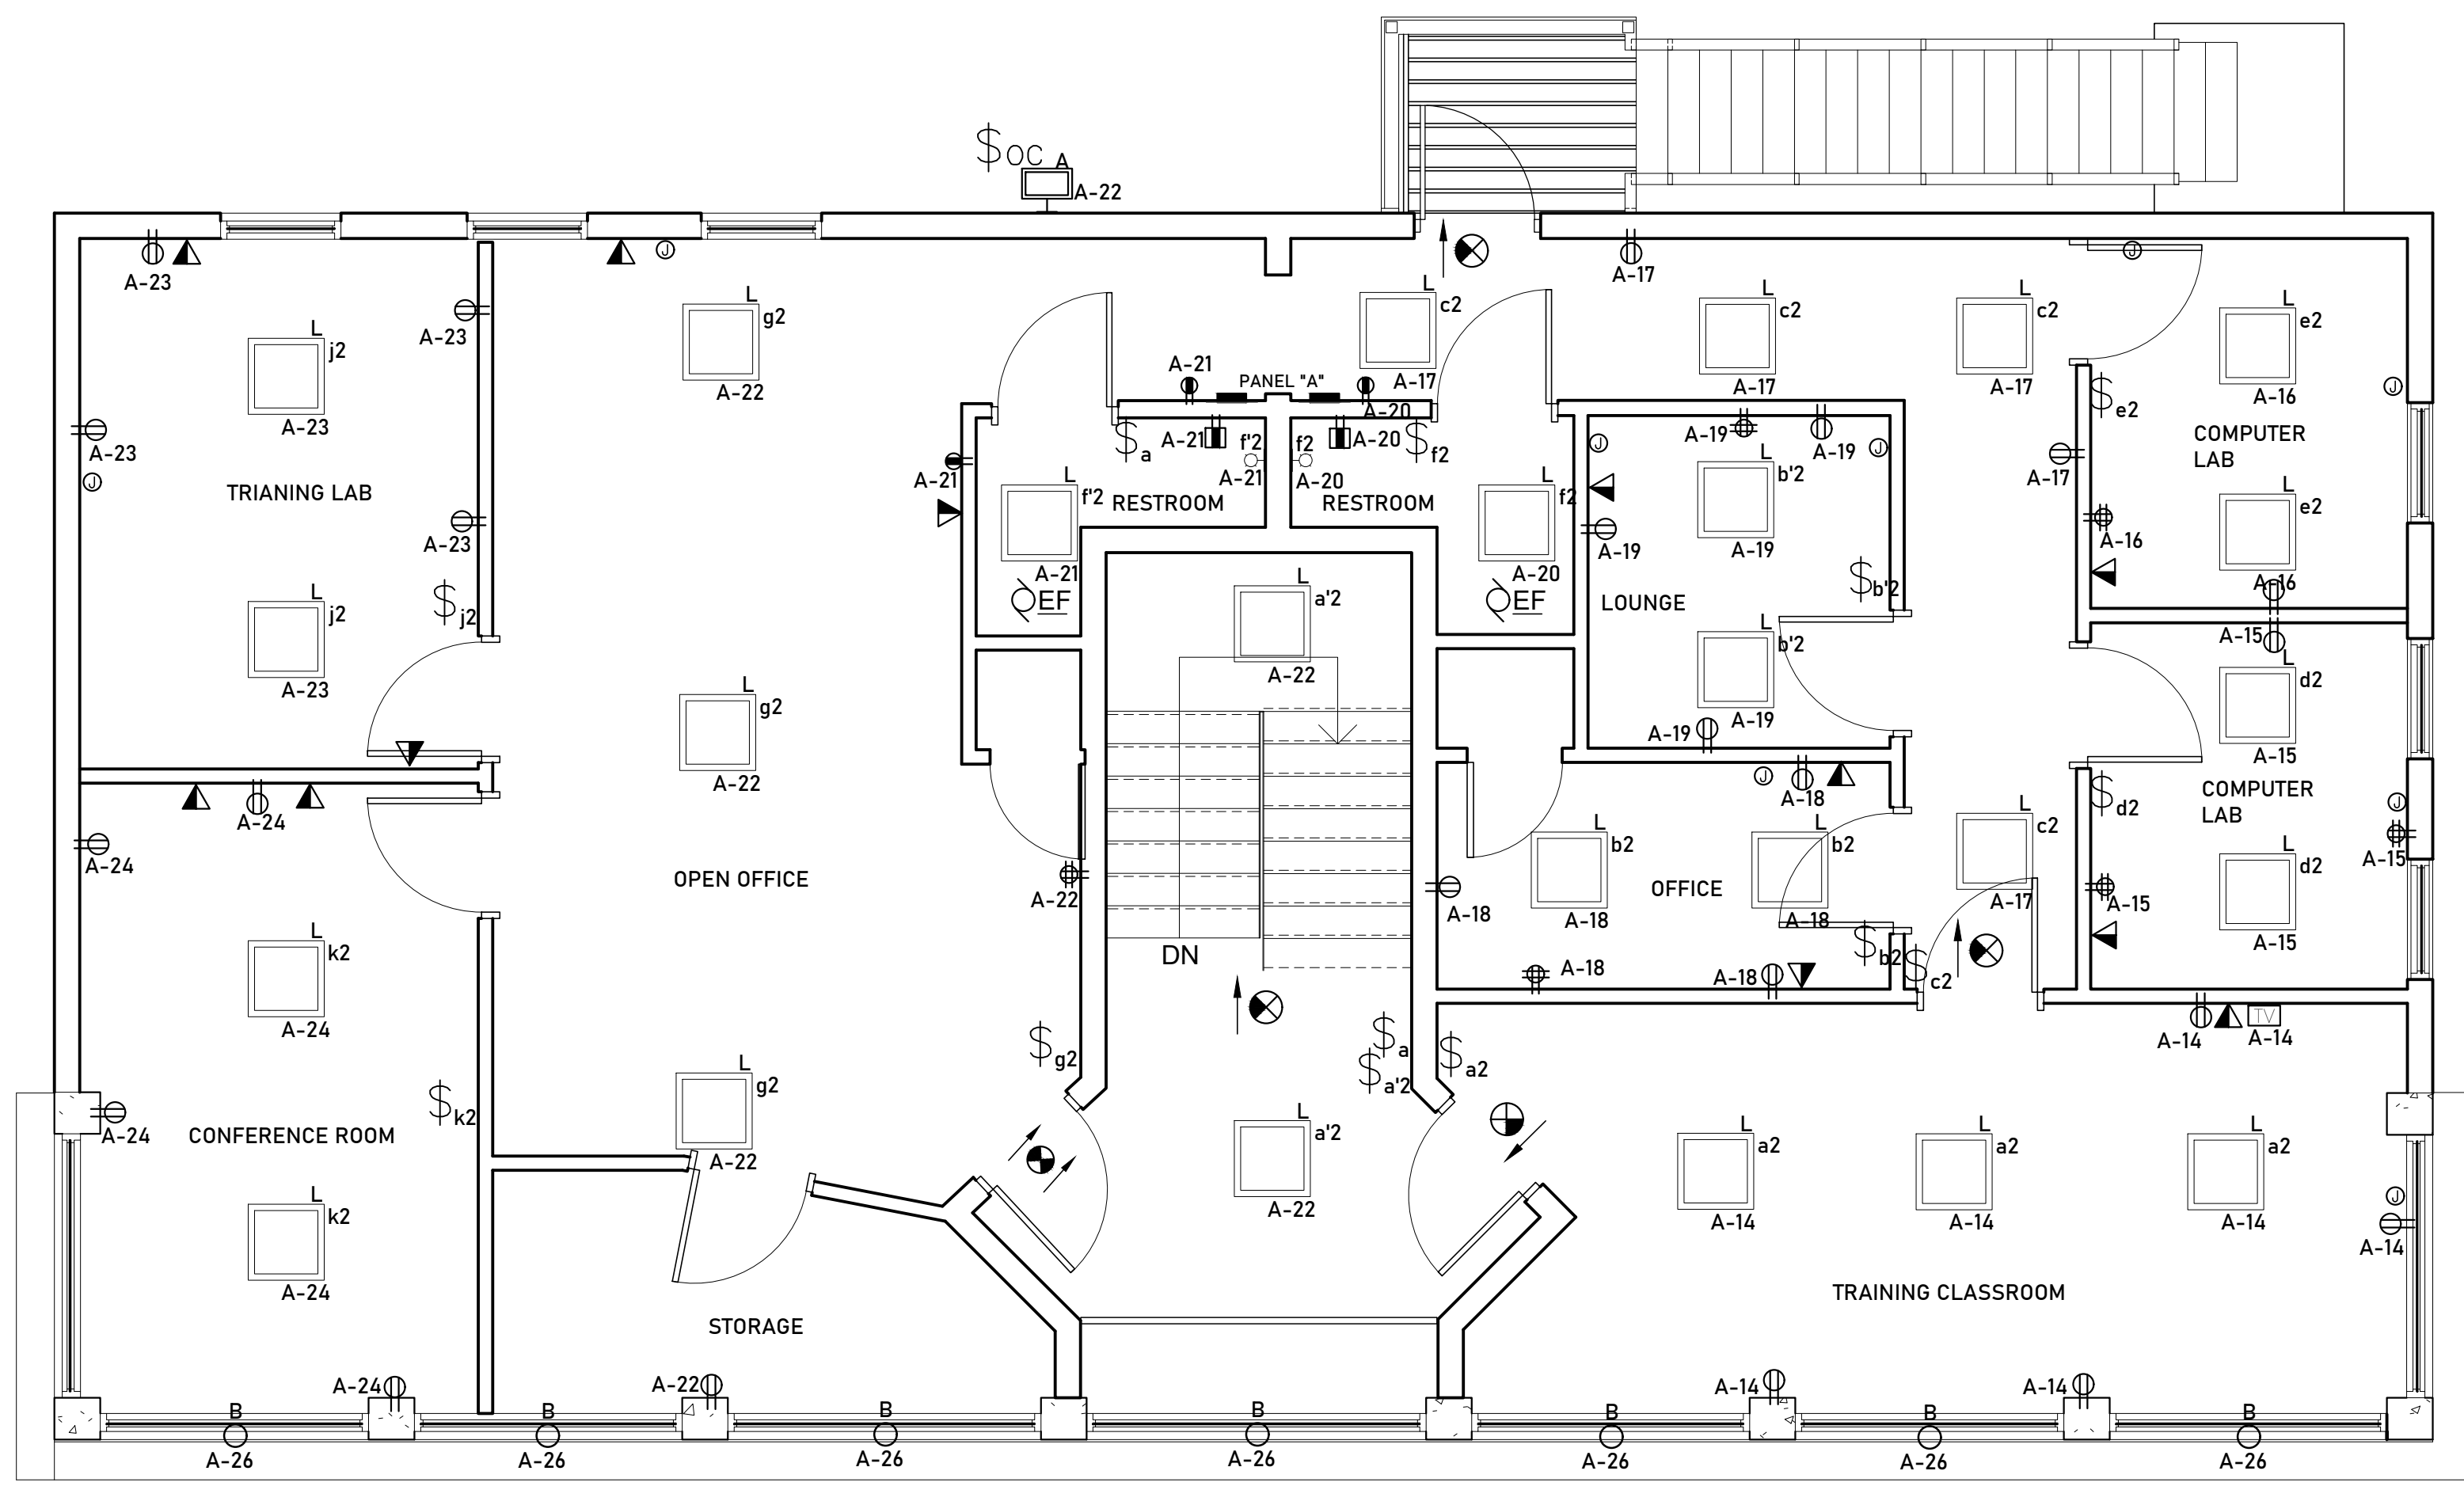 $OC A
A-22
A-23
J
A-17
J
L
c2
A-17
L
c2
A-17
L
c2
A-17
L
e2
A-16
L
g2
A-22
A-23
L
j2
A-23
A-21
PANEL "A"
A-20
J
$e2
A-23
J
TRIANING LAB
A-23
$a
A-21
f'2
A-21
f2
A-20
A-20
$f2
J
A-19
A-19
J
COMPUTER
LAB
A-17
A-21
L
f'2
A-21
RESTROOM
RESTROOM
L
f2
A-20
L
b'2
A-19
A-19
A-16
L
e2
A-16
EF
EF
LOUNGE
$b'2
L
j2
A-23
$j2
L
a'2
A-22
L
b'2
A-19
A-19
A-15
L
d2
A-15
L
g2
A-22
J
A-18
$d2
COMPUTER
LAB
J
A-15
A-24
A-24
OPEN OFFICE
A-22
A-18
L
b2
A-18
OFFICE
L
b2
A-18
L
c2
A-17
A-15
L
d2
A-15
DN
A-18
A-18
$b2
$c2
L
k2
A-24
$g2
$a
$a'2
$a2
A-14
TV
A-14
A-24
CONFERENCE ROOM
$k2
L
g2
A-22
L
a'2
A-22
L
a2
A-14
L
a2
A-14
L
a2
A-14
J
A-14
L
k2
A-24
STORAGE
TRAINING CLASSROOM
A-24
A-22
A-14
A-14
B
B
B
B
B
B
B
A-26
A-26
A-26
A-26
A-26
A-26
A-26